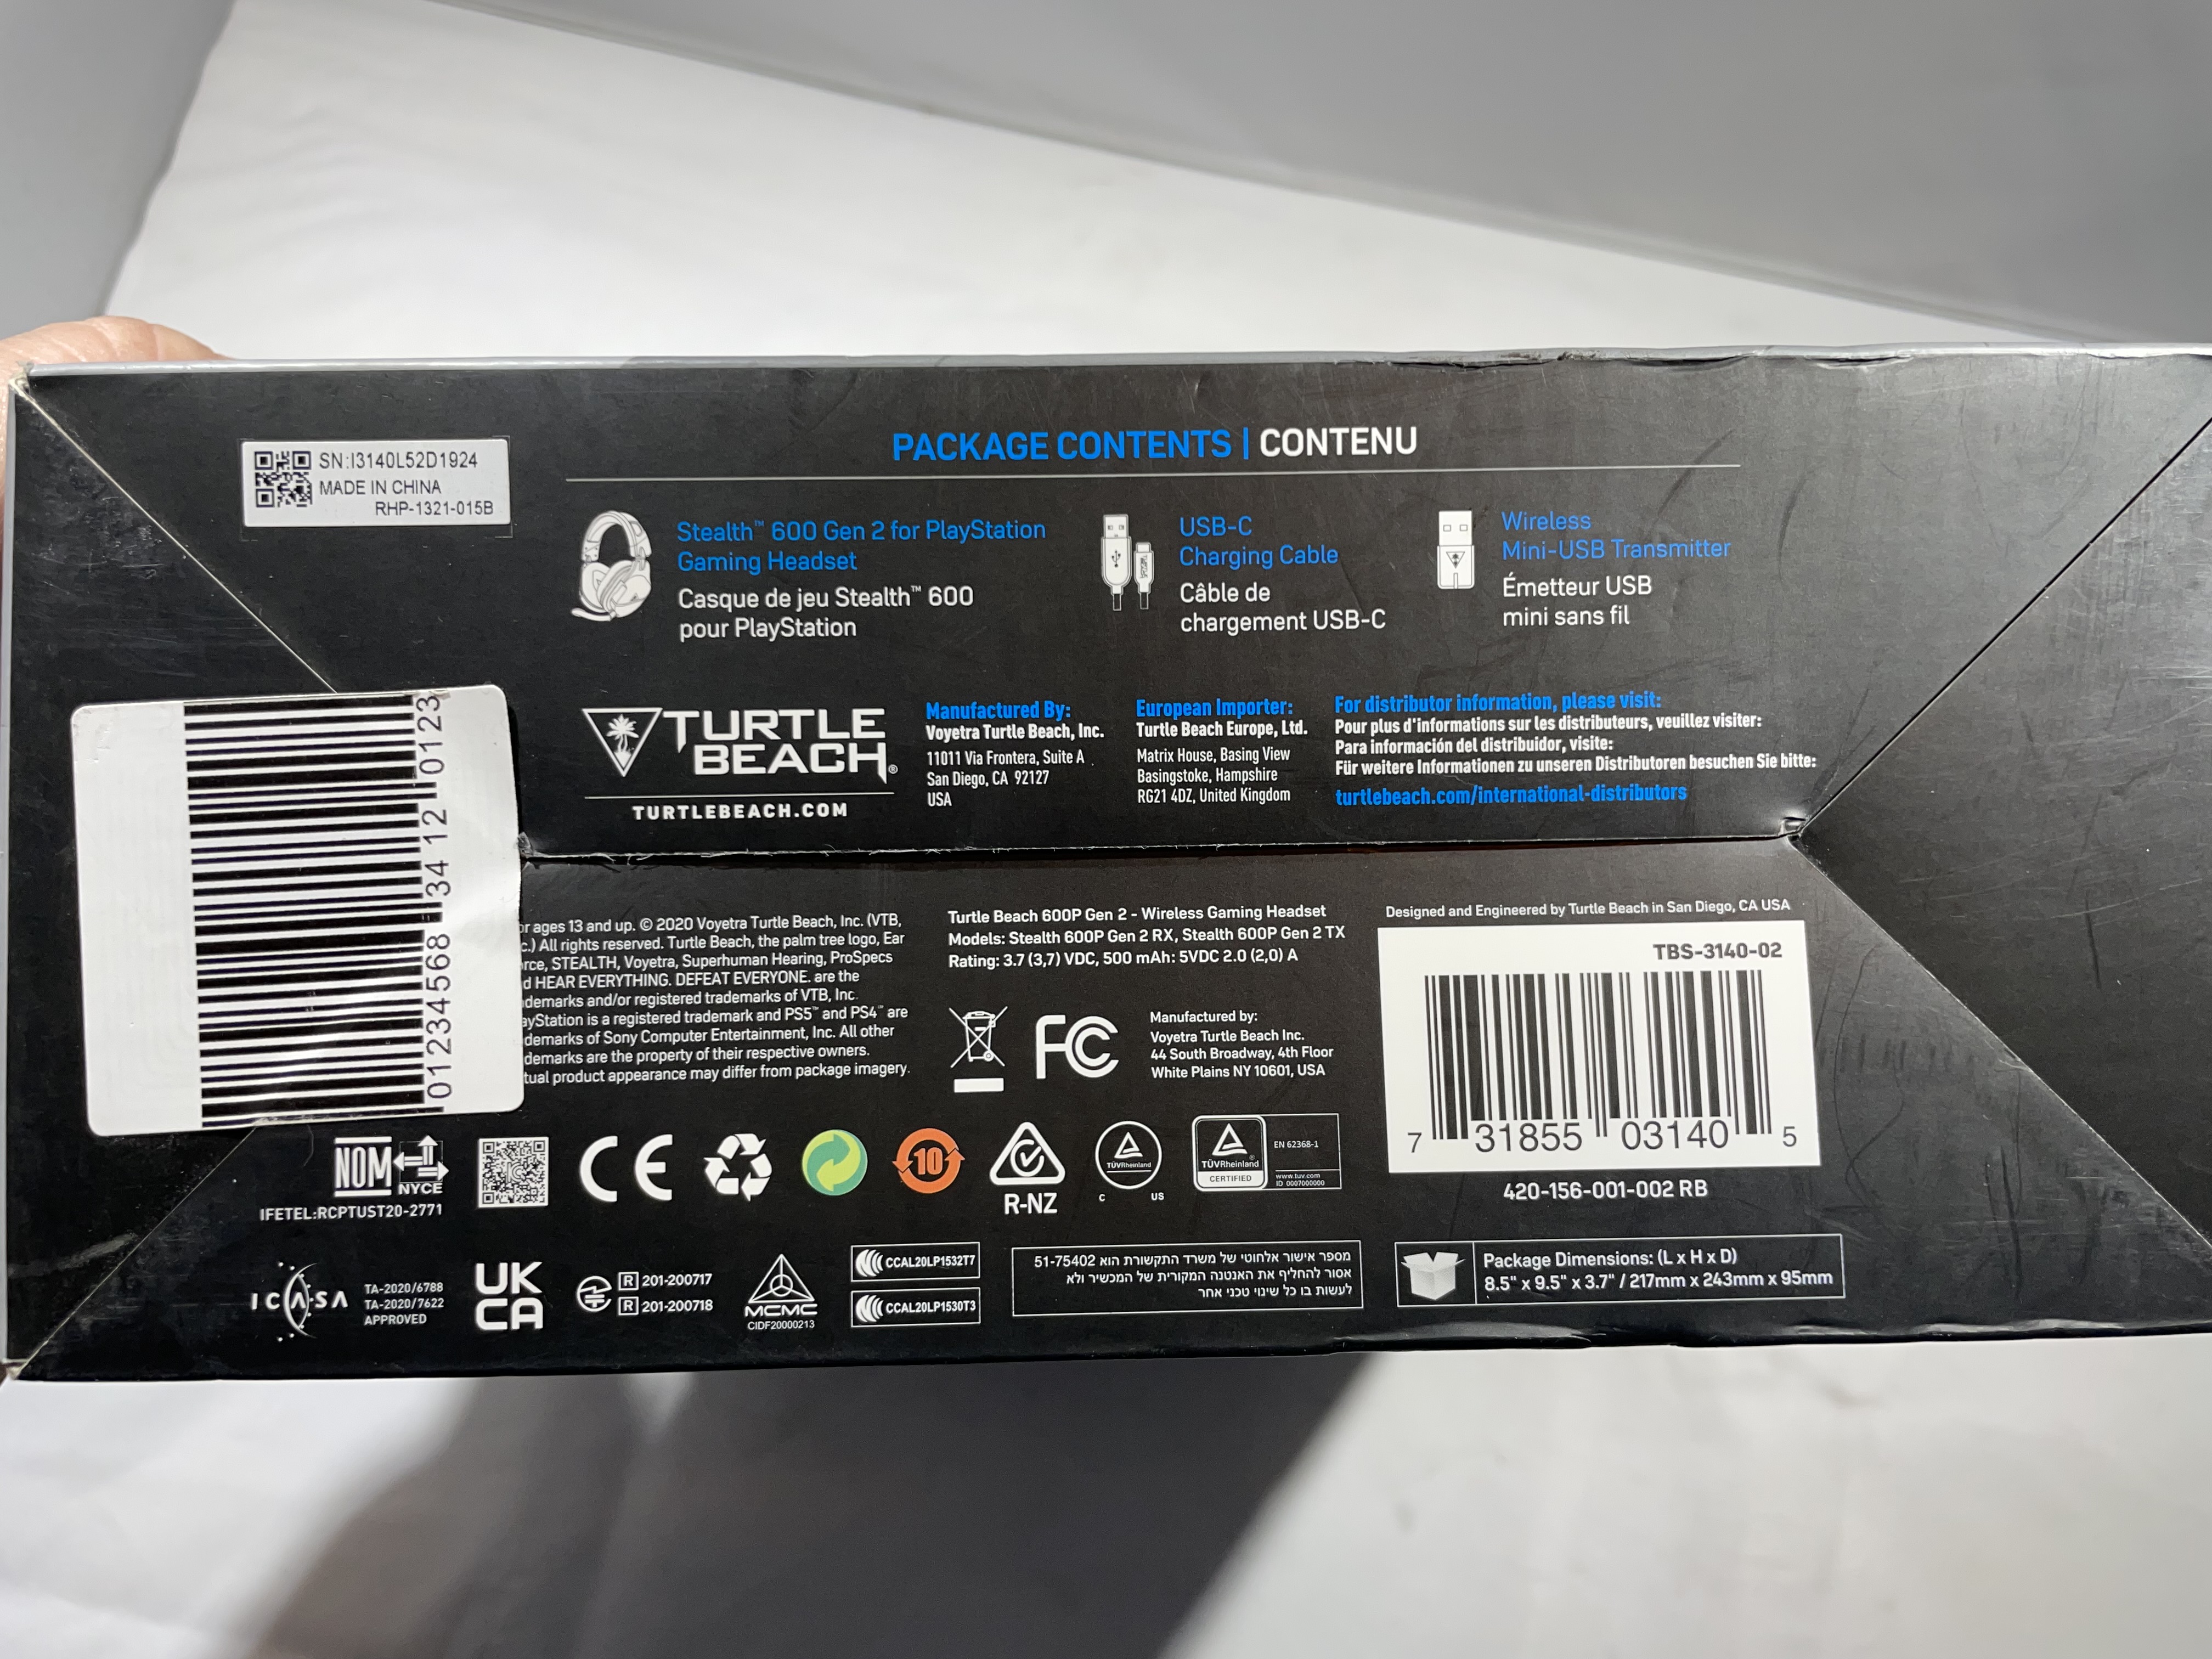 SN:I3140L52D1924
MADE IN CHINA
RHP-1321-015B
PACKAGE CONTENTS | CONTENU
Stealth™ 600 Gen 2 for PlayStation
Gaming Headset
Casque de jeu Stealth™ 600
pour PlayStation
USB-C
Charging Cable
Câble de
chargement USB-C
Wireless
Mini-USB Transmitter
Émetteur USB
mini sans fil
TURTLE
BEACH®
TURTLEBEACH.COM
Manufactured By:
Voyetra Turtle Beach, Inc.
11011 Via Frontera, Suite A
San Diego, CA 92127
USA
European Importer:
Turtle Beach Europe, Ltd.
Matrix House, Basing View
Basingstoke, Hampshire
RG21 4DZ, United Kingdom
For distributor information, please visit:
Pour plus d'informations sur les distributeurs, veuillez visiter:
Para información del distribuidor, visite:
Für weitere Informationen zu unseren Distributoren besuchen Sie bitte:
turtlebeach.com/international-distributors
01234568 34 12 0123
or ages 13 and up. © 2020 Voyetra Turtle Beach, Inc. (VTB,
c.) All rights reserved. Turtle Beach, the palm tree logo, Ear
rce, STEALTH, Voyetra, Superhuman Hearing, ProSpecs
d HEAR EVERYTHING. DEFEAT EVERYONE. are the
demarks and/or registered trademarks of VTB, Inc.
ayStation is a registered trademark and PS5™ and PS4™ are
demarks of Sony Computer Entertainment, Inc. All other
demarks are the property of their respective owners.
tual product appearance may differ from package imagery.
Turtle Beach 600P Gen 2 - Wireless Gaming Headset
Models: Stealth 600P Gen 2 RX, Stealth 600P Gen 2 TX
Rating: 3.7 (3,7) VDC, 500 mAh: 5VDC 2.0 (2,0) A
FC
Manufactured by:
Voyetra Turtle Beach Inc.
44 South Broadway, 4th Floor
White Plains NY 10601, USA
Designed and Engineered by Turtle Beach in San Diego, CA USA
TBS-3140-02
7 31855 03140 5
420-156-001-002 RB
NOM
NYCE
IFETEL:RCPTUST20-2771
CE
10
R-NZ
TÜVRheinland
C US
TÜVRheinland®
CERTIFIED
EN 62368-1
www.tuv.com
ID 0007000000
ICASA
TA-2020/6788
TA-2020/7622
APPROVED
UK
CA
R 201-200717
R 201-200718
MCMC
CIDF20000213
CCAL20LP1532T7
CCAL20LP1530T3
מספר אישור אלחוטי של משרד התקשורת הוא 51-75402
אסור להחליף את האנטנה המקורית של המכשיר ולא
לעשות בו כל שינוי טכני אחר
Package Dimensions: (L x H x D)
8.5" x 9.5" x 3.7" / 217mm x 243mm x 95mm